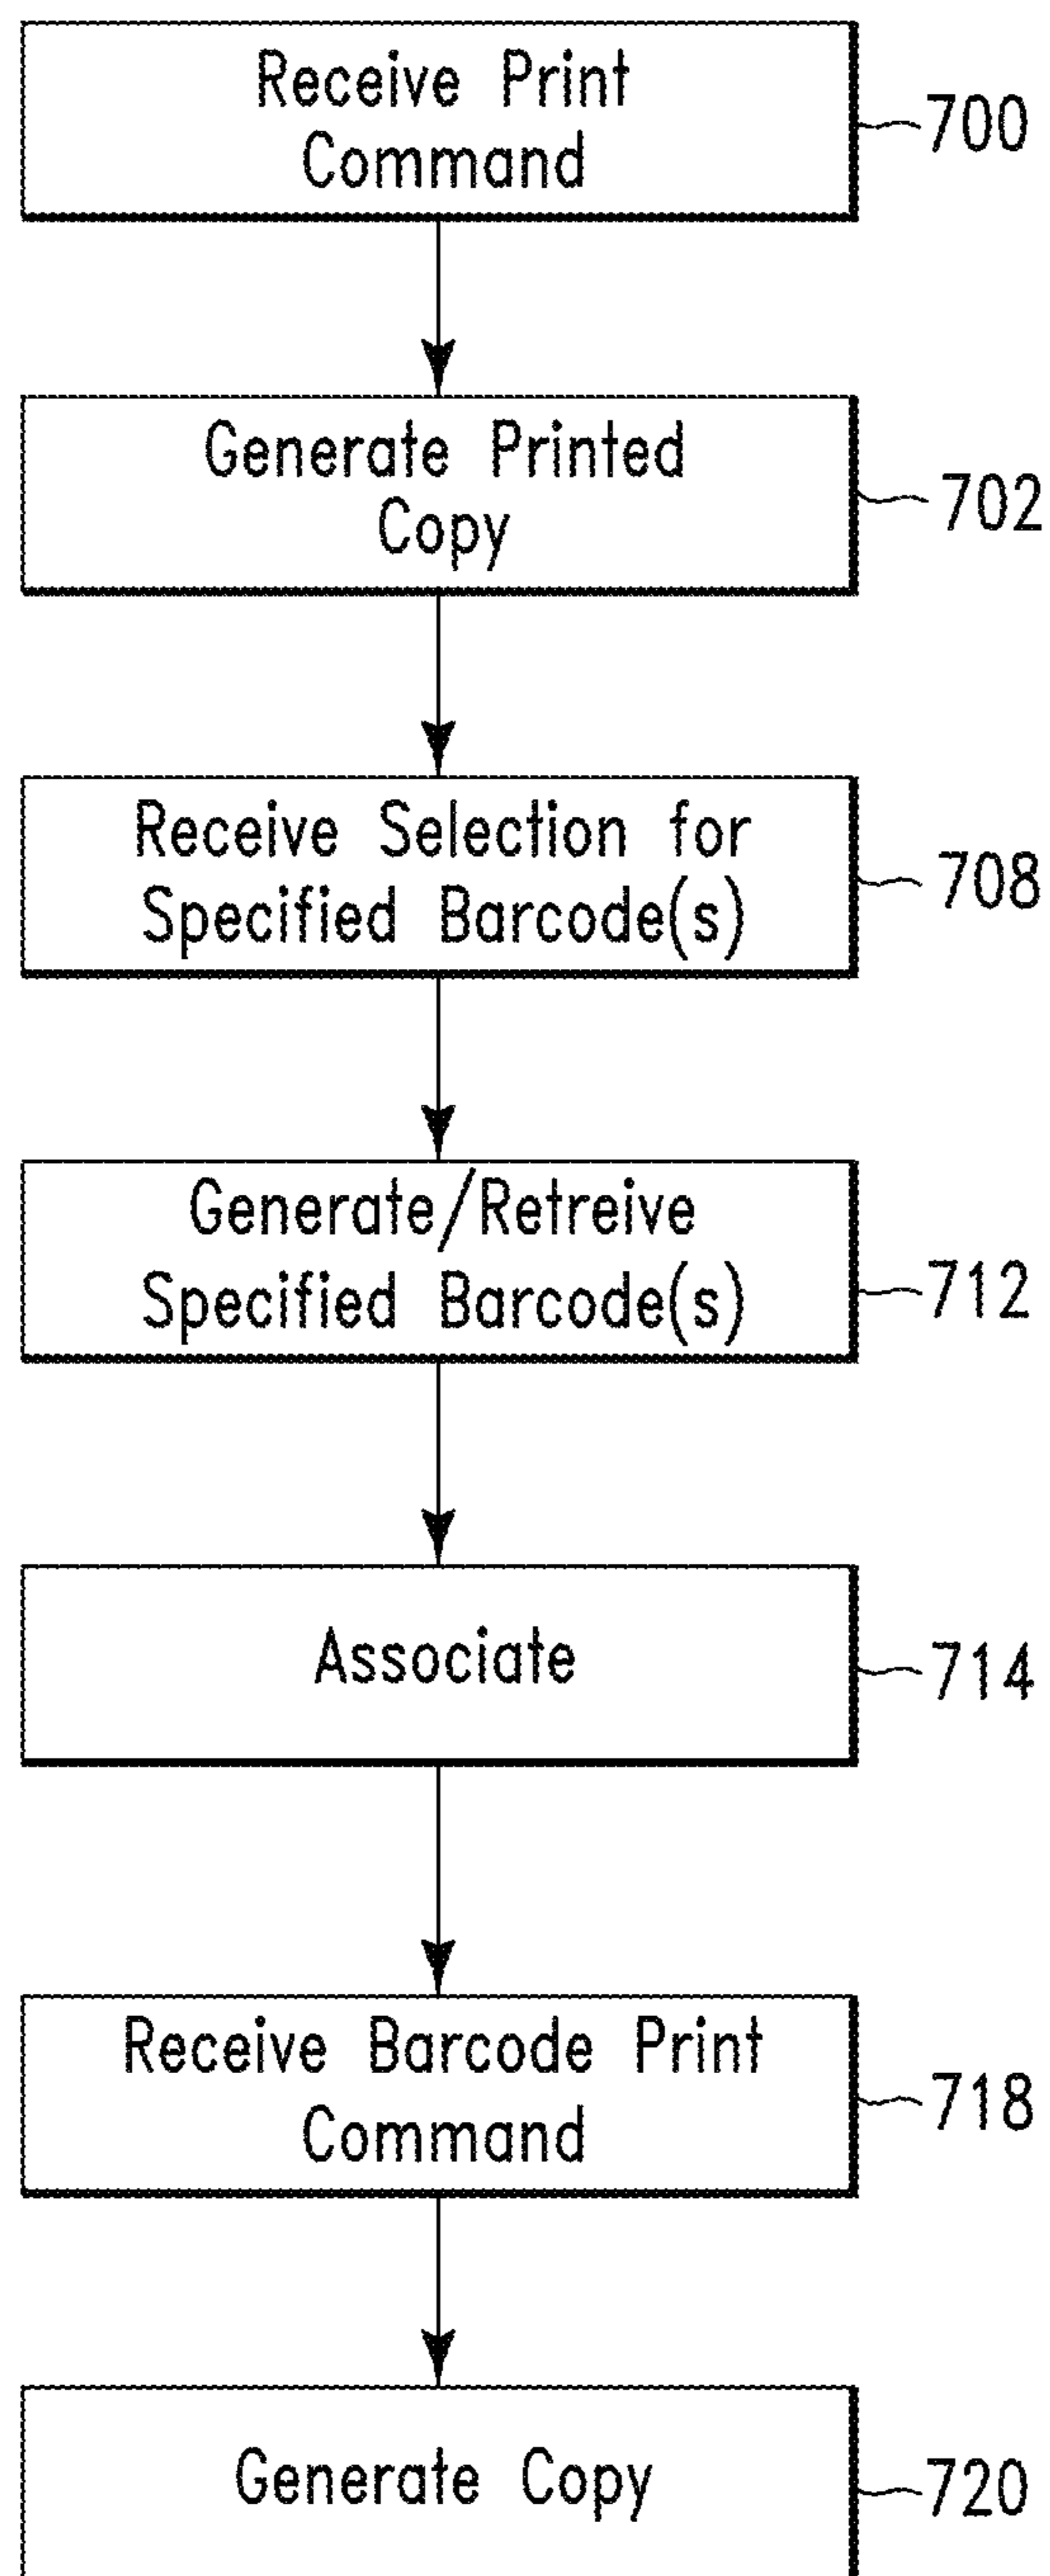 Receive Print
Command
700
Generate Printed
Copy
702
Receive Selection for
Specified Barcode(s)
708
Generate/Retreive
Specified Barcode(s)
712
Associate
714
Receive Barcode Print
Command
718
Generate Copy
720